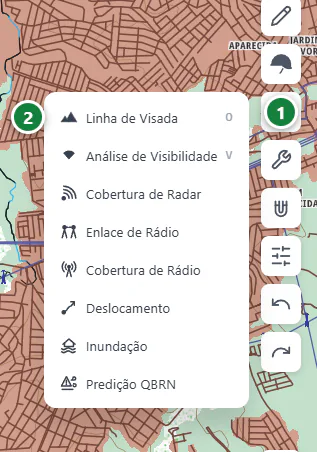 APARECIDA
JARDIM
VOR
1
2
Linha de Visada O
Análise de Visibilidade V
Cobertura de Radar
Enlace de Rádio
Cobertura de Rádio
Deslocamento
Inundação
Predição QBRN